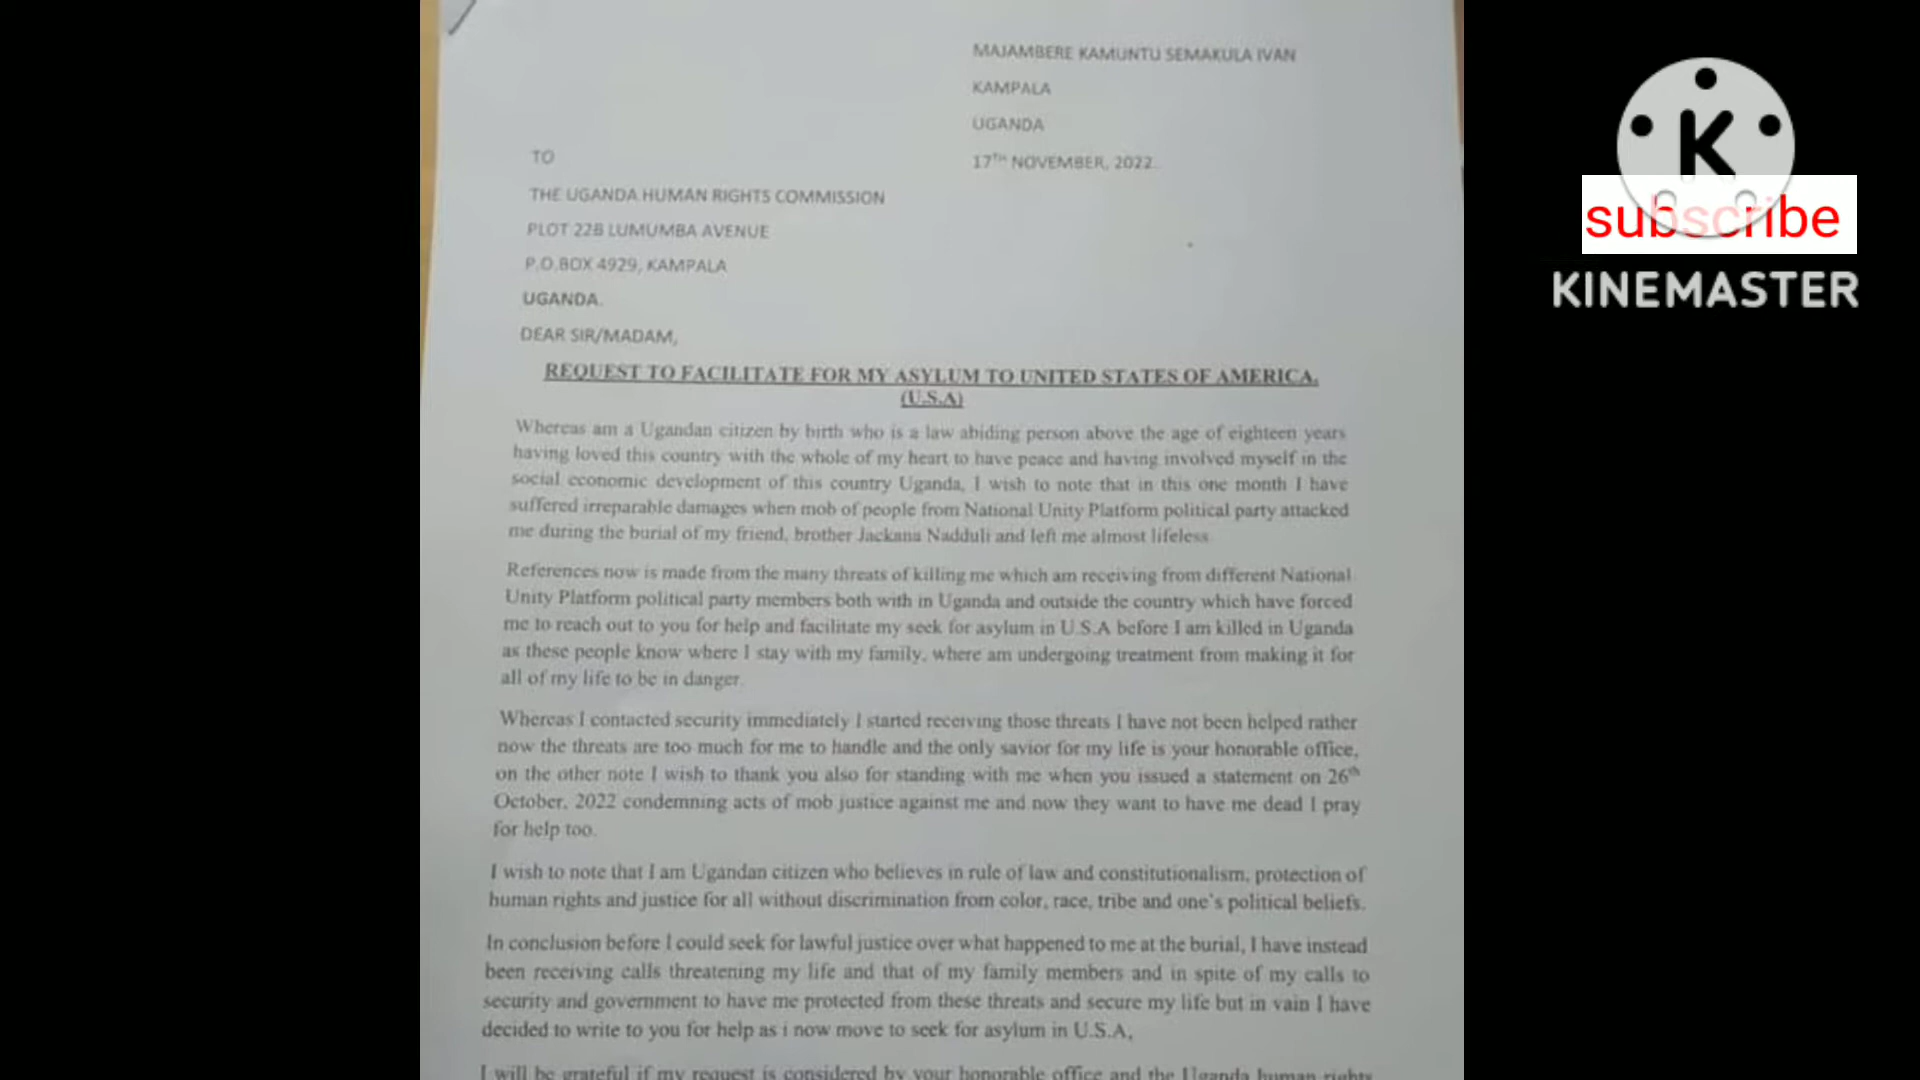 MAJAMBERE KAMUNTU SEMAKULA IVAN
KAMPALA
UGANDA
17TH NOVEMBER, 2022.
TO
THE UGANDA HUMAN RIGHTS COMMISSION
PLOT 22B LUMUMBA AVENUE
P.O.BOX 4929, KAMPALA
UGANDA.
DEAR SIR/MADAM,
REQUEST TO FACILITATE FOR MY ASYLUM TO UNITED STATES OF AMERICA.
(U.S.A)
Whereas am a Ugandan citizen by birth who is a law abiding person above the age of eighteen years
having loved this country with the whole of my heart to have peace and having involved myself in the
social economic development of this country Uganda, I wish to note that in this one month I have
suffered irreparable damages when mob of people from National Unity Platform political party attacked
me during the burial of my friend, brother Jackana Nadduli and left me almost lifeless.
References now is made from the many threats of killing me which am receiving from different National
Unity Platform political party members both with in Uganda and outside the country which have forced
me to reach out to you for help and facilitate my seek for asylum in U.S.A before I am killed in Uganda
as these people know where I stay with my family, where am undergoing treatment from making it for
all of my life to be in danger.
Whereas I contacted security immediately I started receiving those threats I have not been helped rather
now the threats are too much for me to handle and the only savior for my life is your honorable office,
on the other note I wish to thank you also for standing with me when you issued a statement on 26th
October, 2022 condemning acts of mob justice against me and now they want to have me dead I pray
for help too.
I wish to note that I am Ugandan citizen who believes in rule of law and constitutionalism, protection of
human rights and justice for all without discrimination from color, race, tribe and one's political beliefs.
In conclusion before I could seek for lawful justice over what happened to me at the burial, I have instead
been receiving calls threatening my life and that of my family members and in spite of my calls to
security and government to have me protected from these threats and secure my life but in vain I have
decided to write to you for help as i now move to seek for asylum in U.S.A,
I will be grateful if my request is considered by your honorable office and the Uganda human rights
K
subscribe
KINEMASTER